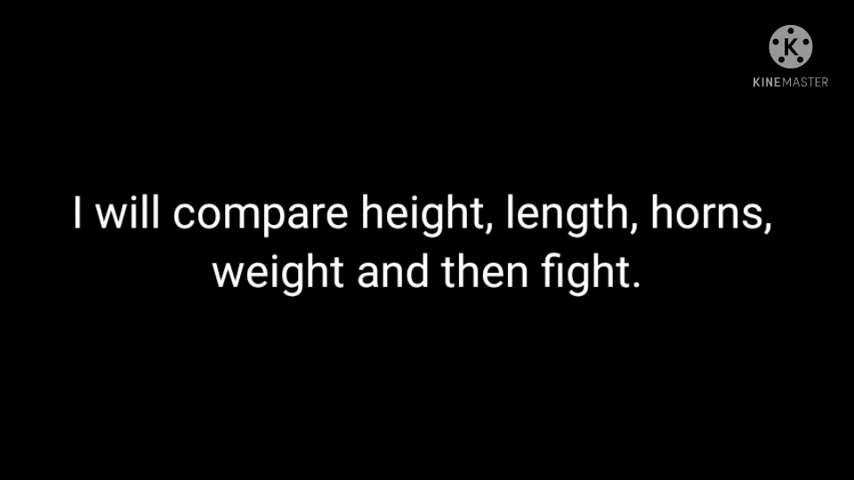 K
KINEMASTER
I will compare height, length, horns,
weight and then fight.